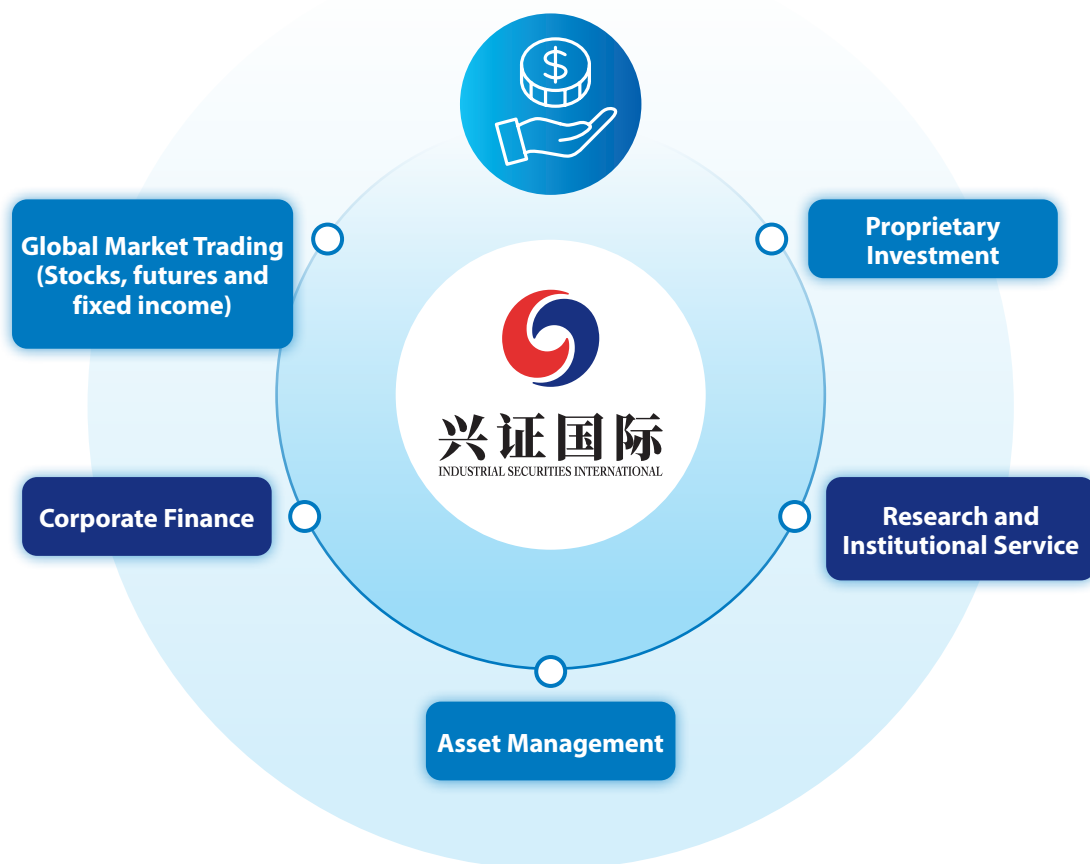 $
Global Market Trading
(Stocks, futures and
fixed income)
Proprietary
Investment
兴证国际
INDUSTRIAL SECURITIES INTERNATIONAL
Corporate Finance
Research and
Institutional Service
Asset Management